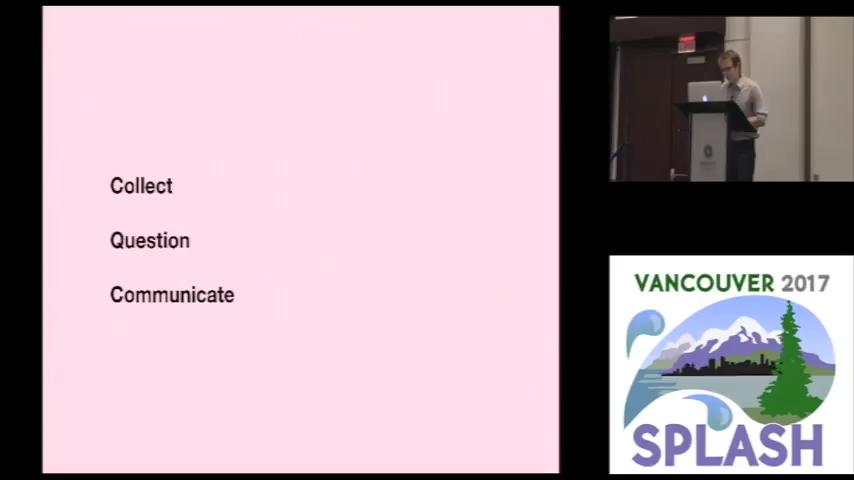 Collect
Question
Communicate
VANCOUVER 2017
SPLASH